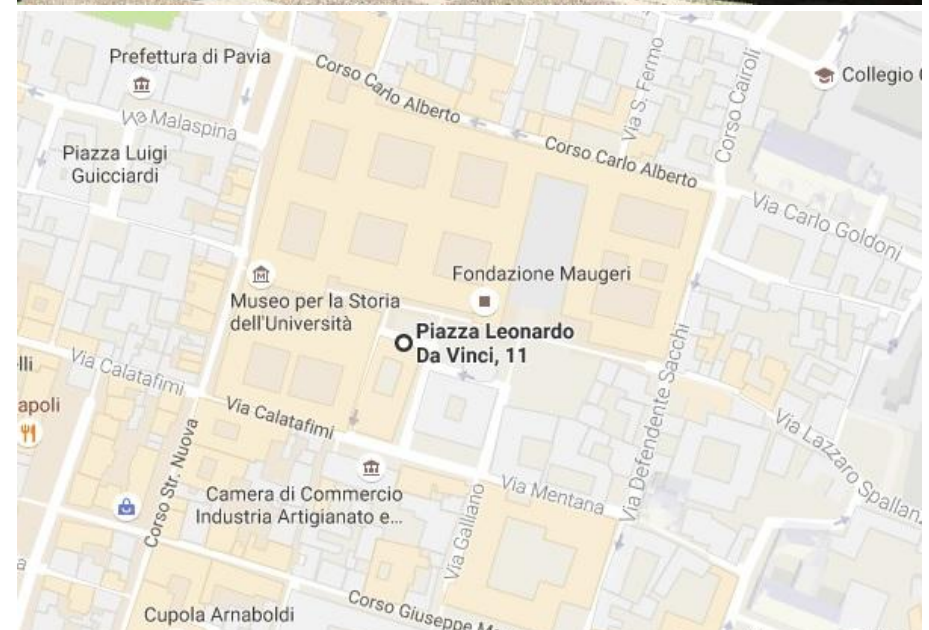 Prefettura di Pavia
Corso Carlo Alberto
Via S. Fermo
Corso Cairoli
Collegio
Via Malaspina
Piazza Luigi
Guicciardi
Corso Carlo Alberto
Via Carlo Goldoni
Fondazione Maugeri
Museo per la Storia
dell'Università
Piazza Leonardo
Da Vinci, 11
lli
Via Calatafimi
apoli
Via Calatafimi
Via Defendente Sacchi
Via Lazzaro Spallan
Corso Str. Nuova
Camera di Commercio
Industria Artigianato e...
Via Mentana
Via Galliano
Cupola Arnaboldi
Corso Giuseppe M